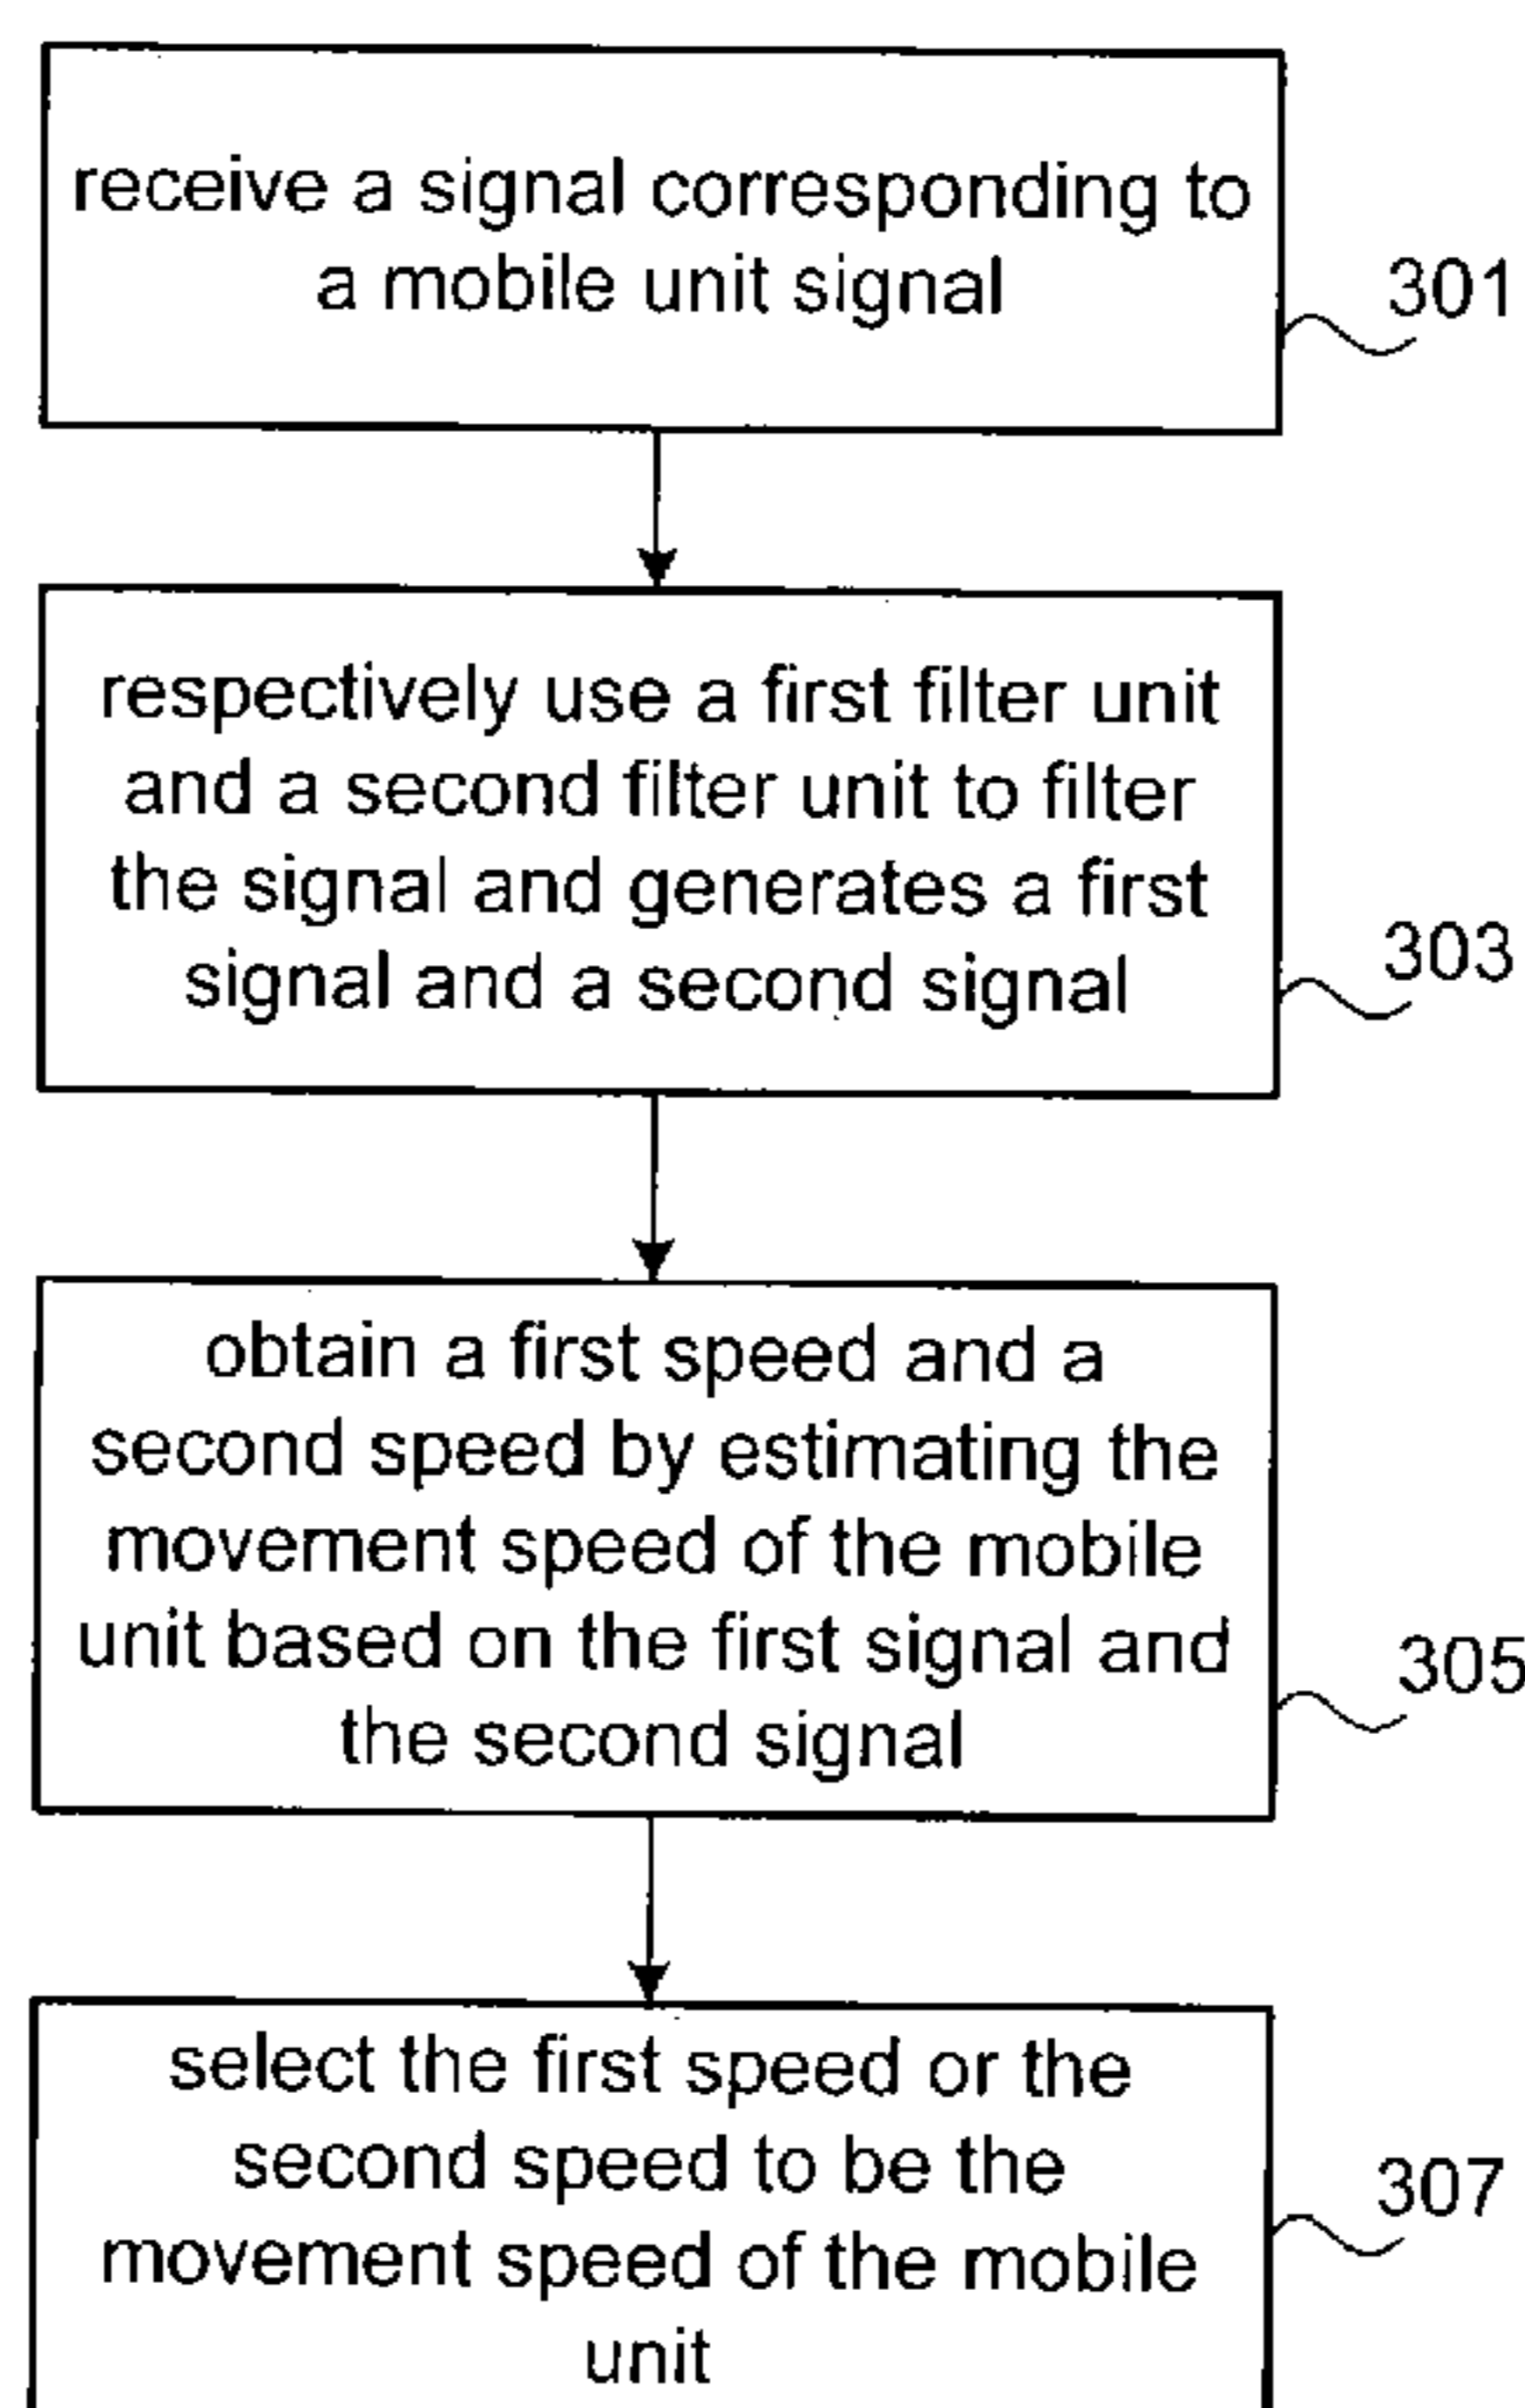 receive a signal corresponding to
a mobile unit signal
301
respectively use a first filter unit
and a second filter unit to filter
the signal and generates a first
signal and a second signal
303
obtain a first speed and a
second speed by estimating the
movement speed of the mobile
unit based on the first signal and
the second signal
305
select the first speed or the
second speed to be the
movement speed of the mobile
unit
307